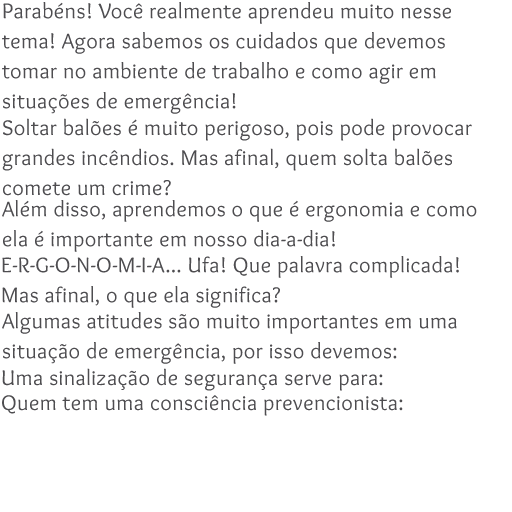 Parabéns! Você realmente aprendeu muito nesse
tema! Agora sabemos os cuidados que devemos
tomar no ambiente de trabalho e como agir em
situações de emergência!
Soltar balões é muito perigoso, pois pode provocar
grandes incêndios. Mas afinal, quem solta balões
comete um crime?
Além disso, aprendemos o que é ergonomia e como
ela é importante em nosso dia-a-dia!
E-R-G-O-N-O-M-I-A... Ufa! Que palavra complicada!
Mas afinal, o que ela significa?
Algumas atitudes são muito importantes em uma
situação de emergência, por isso devemos:
Uma sinalização de segurança serve para:
Quem tem uma consciência prevencionista: